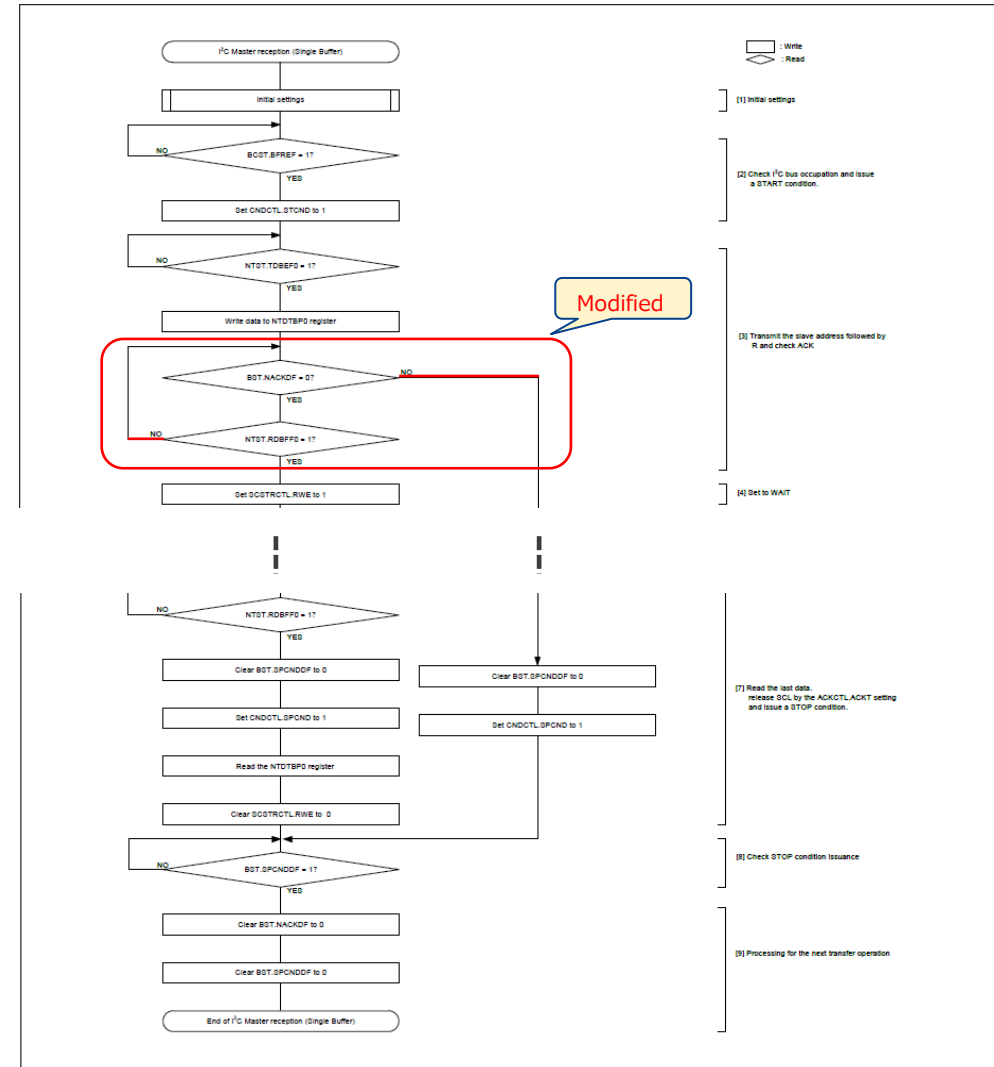 I²C Master reception (Single Buffer)
: Write
: Read
Initial settings
[1] Initial settings
BCST.BFREF = 1?
NO
YES
[2] Check I²C bus occupation and issue
a START condition.
Set CNDCTL.STCND to 1
NTST.TDBEF0 = 1?
NO
YES
Modified
Write data to NTDTBP0 register
[3] Transmit the slave address followed by
R and check ACK
BST.NACKDF = 0?
NO
YES
NTST.RDBFF0 = 1?
NO
YES
Set SCSTRCTL.RWE to 1
[4] Set to WAIT
NTST.RDBFF0 = 1?
NO
YES
Clear BST.SPCNDDF to 0
Clear BST.SPCNDDF to 0
[7] Read the last data.
release SCL by the ACKCTL.ACKT setting
and issue a STOP condition.
Set CNDCTL.SPCND to 1
Set CNDCTL.SPCND to 1
Read the NTDTBP0 register
Clear SCSTRCTL.RWE to 0
BST.SPCNDDF = 1?
NO
YES
[8] Check STOP condition issuance
Clear BST.NACKDF to 0
[9] Processing for the next transfer operation
Clear BST.SPCNDDF to 0
End of I²C Master reception (Single Buffer)